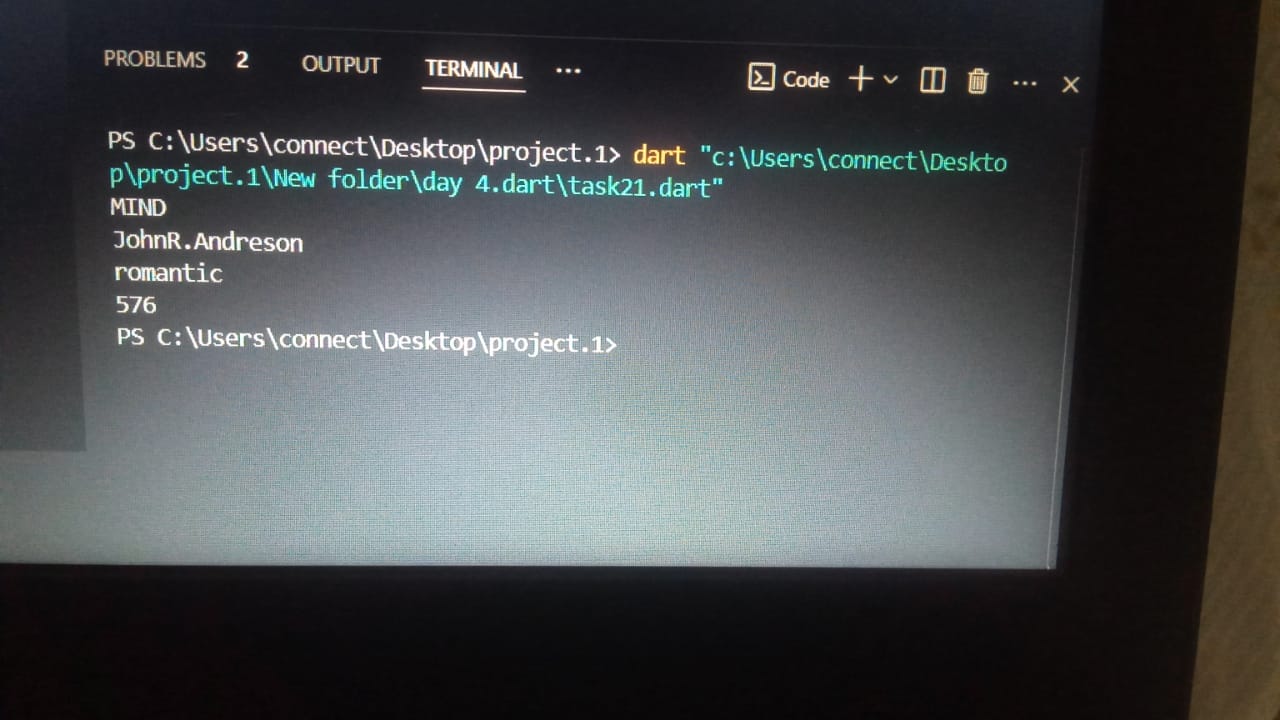 PROBLEMS 2 OUTPUT TERMINAL ... Code
PS C:\Users\connect\Desktop\project.1> dart "c:\Users\connect\Deskto
p\project.1\New folder\day 4.dart\task21.dart"
MIND
JohnR.Andreson
romantic
576
PS C:\Users\connect\Desktop\project.1>